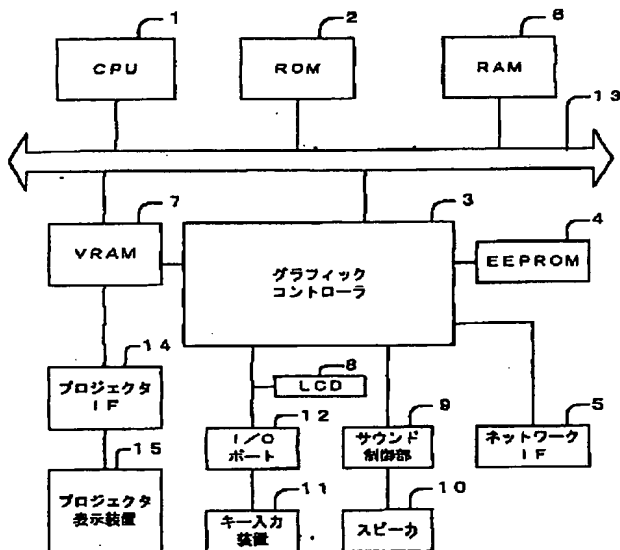 1
2
6
CPU
ROM
RAM
13
7
3
4
VRAM
グラフィック
コントローラ
EEPROM
14
8
プロジェクタ
IF
LCD
12
9
5
I/O
ポート
サウンド
制御部
ネットワーク
IF
15
11
10
プロジェクタ
表示装置
キー入力
装置
スピーカ